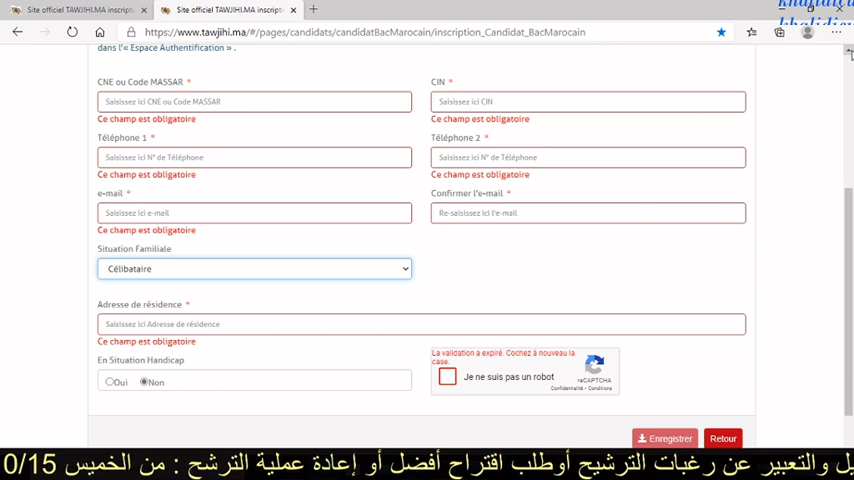 Site officiel TAWJIHI.MA inscripti
Site officiel TAWJIHI.MA inscripti
https://www.tawjihi.ma/#/pages/candidats/candidatBacMarocain/inscription_Candidat_BacMarocain
dans l'« Espace Authentification » .
CNE ou Code MASSAR *
CIN *
Saisissez ici CNE ou Code MASSAR
Saisissez ici CIN
Ce champ est obligatoire
Ce champ est obligatoire
Téléphone 1 *
Téléphone 2 *
Saisissez ici N° de Téléphone
Saisissez ici N° de Téléphone
Ce champ est obligatoire
Ce champ est obligatoire
e-mail *
Confirmer l'e-mail *
Saisissez ici e-mail
Re-saisissez ici l'e-mail
Ce champ est obligatoire
Situation Familiale
Célibataire
Adresse de résidence *
Saisissez ici Adresse de résidence
Ce champ est obligatoire
En Situation Handicap
Oui Non
La validation a expiré. Cochez à nouveau la
case.
Je ne suis pas un robot
reCAPTCHA
Confidentialité - Conditions
Enregistrer
Retour
يل والتعبير عن رغبات الترشيح أوطلب اقتراح أفضل أو إعادة عملية الترشح : من الخميس 0/15